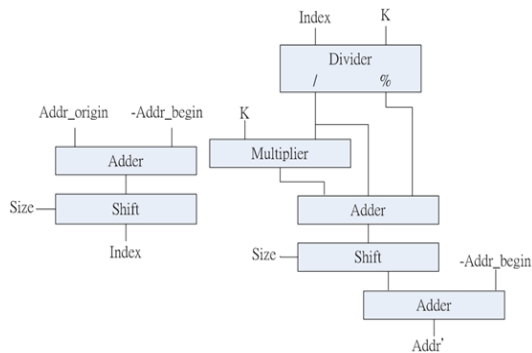 Addr_origin -Addr_begin
Adder
Size Shift
Index
Index K
Divider
/ %
K
Multiplier
Adder
Size Shift
-Addr_begin
Adder
Addr'